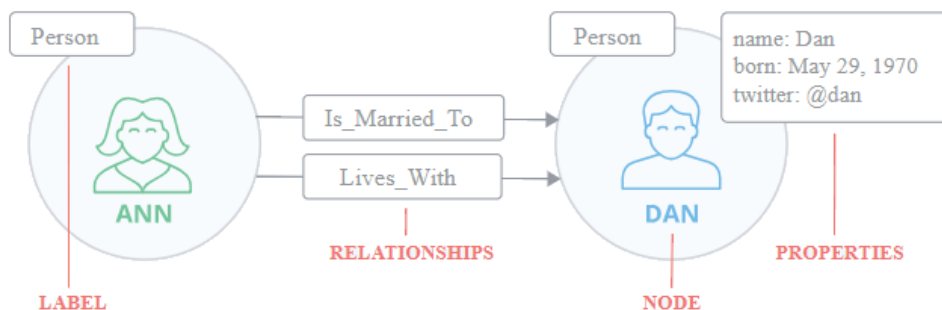 Person
Person
name: Dan
born: May 29, 1970
twitter: @dan
Is_Married_To
Lives_With
ANN
DAN
RELATIONSHIPS
PROPERTIES
LABEL
NODE